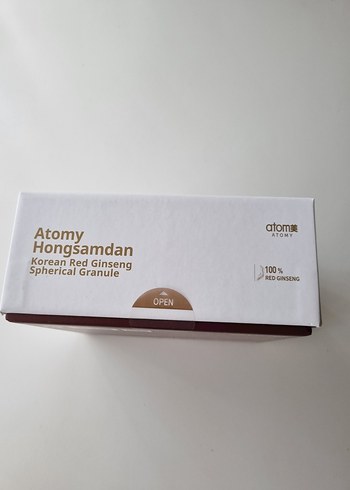 Atomy
Hongsamdan
Korean Red Ginseng
Spherical Granule
atom美
ATOMY
100 %
RED GINSENG
OPEN